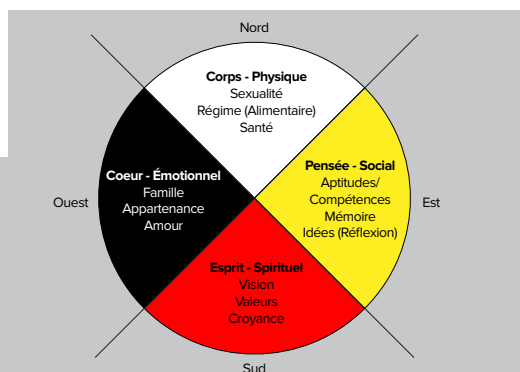 Nord
Corps - Physique
Sexualité
Régime (Alimentaire)
Santé
Pensée - Social
Aptitudes/
Compétences
Mémoire
Idées (Réflexion)
Est
Coeur - Émotionnel
Famille
Appartenance
Amour
Ouest
Esprit - Spirituel
Vision
Valeurs
Croyance
Sud